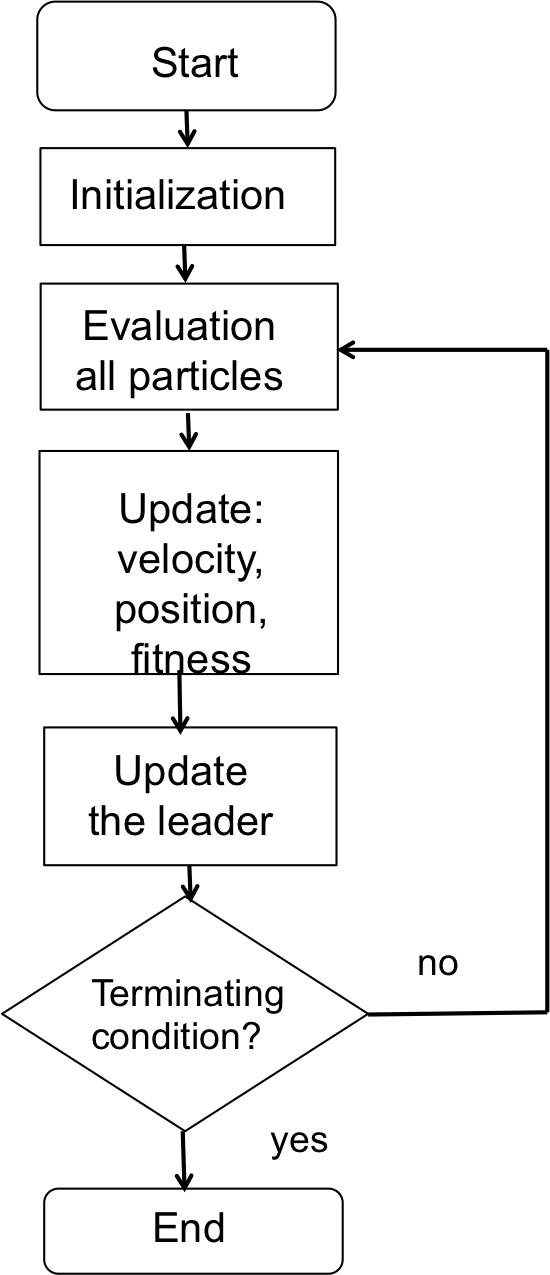 Start
Initialization
Evaluation
all particles
Update:
velocity,
position,
fitness
Update
the leader
no
Terminating
condition?
yes
End